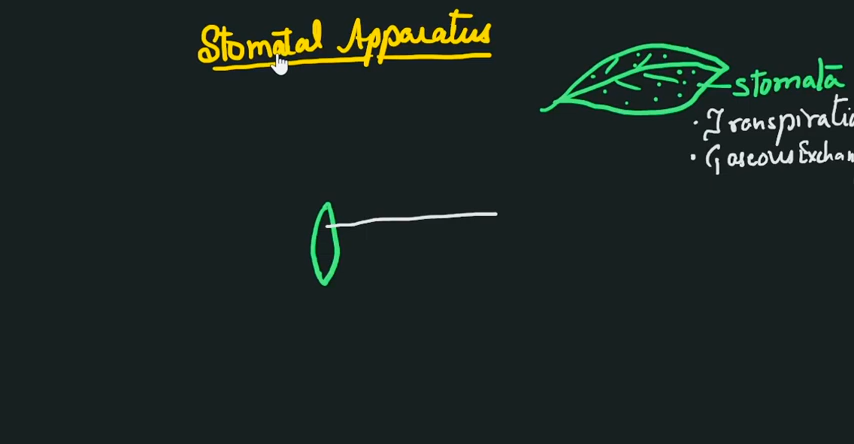 Stomatal Apparatus
stomata
• Transpiratio
• Gaseous Exchan